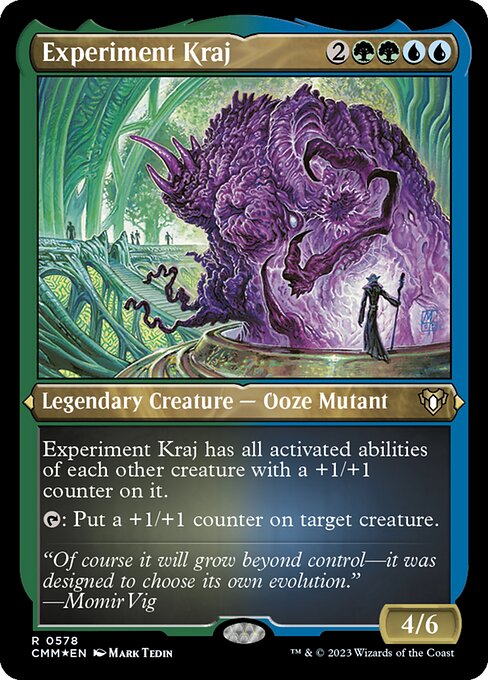 Experiment Kraj 2
Legendary Creature — Ooze Mutant
Experiment Kraj has all activated abilities
of each other creature with a +1/+1
counter on it.
: Put a +1/+1 counter on target creature.
“Of course it will grow beyond control—it was
designed to choose its own evolution.”
—Momir Vig
4/6
R 0578
CMM★EN Mark Tedin
™ & © 2023 Wizards of the Coast